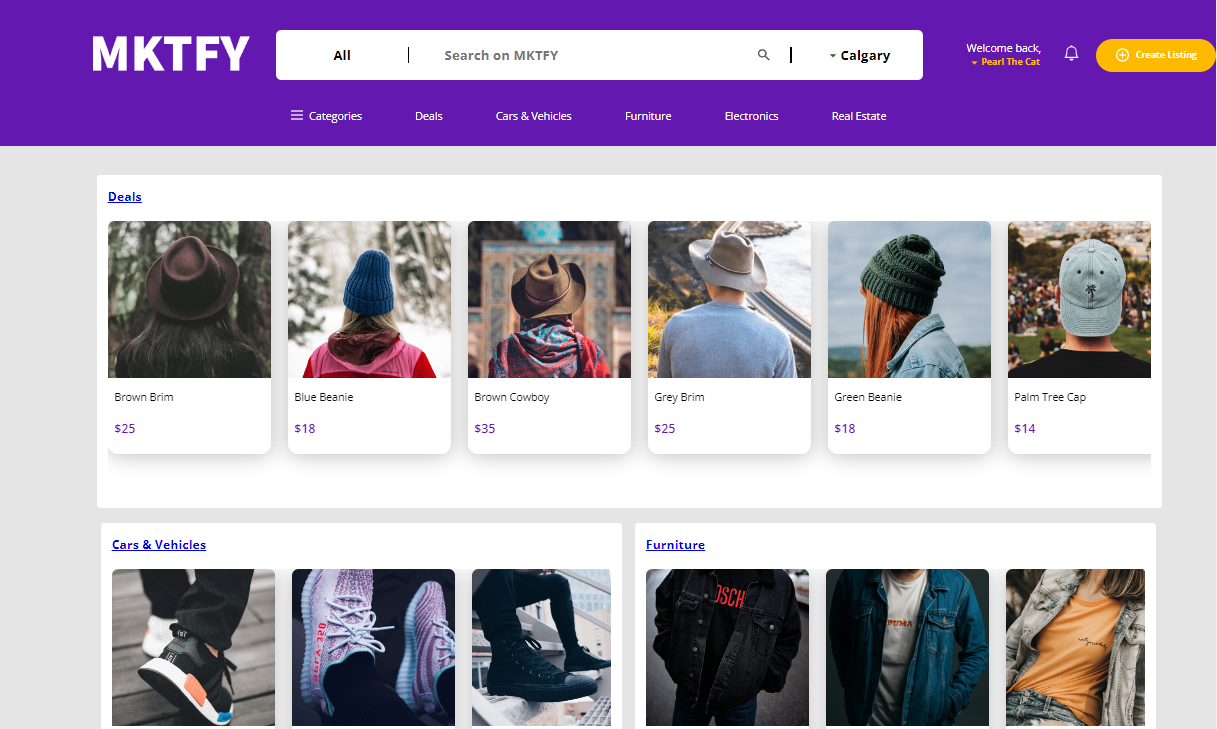 MKTFY
All
Search on MKTFY
Calgary
Welcome back,
Pearl The Cat
Create Listing
Categories
Deals
Cars & Vehicles
Furniture
Electronics
Real Estate
Deals
Brown Brim
Blue Beanie
Brown Cowboy
Grey Brim
Green Beanie
Palm Tree Cap
$25
$18
$35
$25
$18
$14
Cars & Vehicles
Furniture
OSCH
PUMA